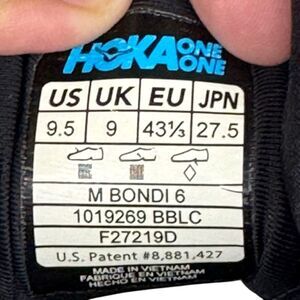 HOKA ONE ONE
US UK EU JPN
9.5 9 43⅓ 27.5
M BONDI 6
1019269 BBLC
F27219D
U.S. Patent #8,881,427
MADE IN VIETNAM
FABRIQUÉ EN VIETNAM
HECHO EN VIETNAM